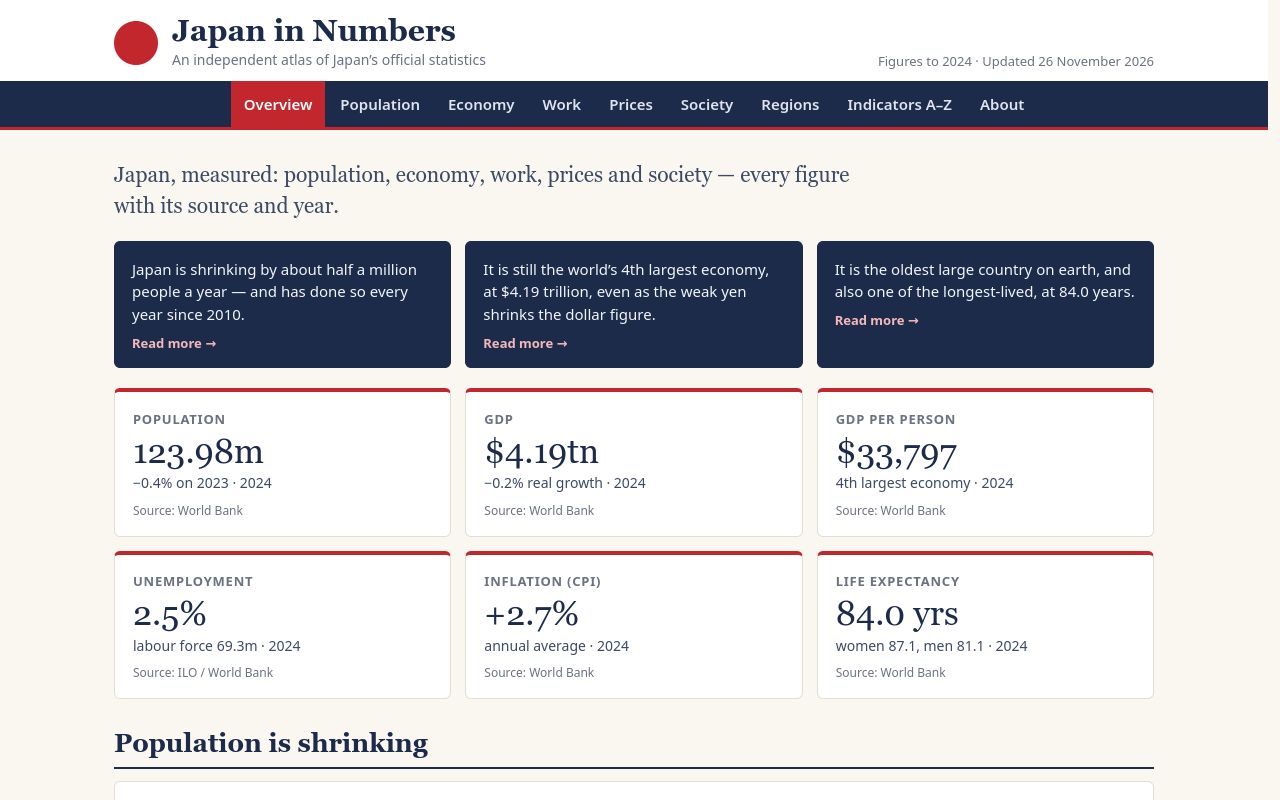 Japan in Numbers
An independent atlas of Japan’s official statistics
Figures to 2024 · Updated 26 November 2026
Overview Population Economy Work Prices Society Regions Indicators A–Z About
Japan, measured: population, economy, work, prices and society — every figure
with its source and year.
Japan is shrinking by about half a million
people a year — and has done so every
year since 2010.
Read more →
It is still the world’s 4th largest economy,
at $4.19 trillion, even as the weak yen
shrinks the dollar figure.
Read more →
It is the oldest large country on earth, and
also one of the longest-lived, at 84.0 years.
Read more →
POPULATION
123.98m
−0.4% on 2023 · 2024
Source: World Bank
GDP
$4.19tn
−0.2% real growth · 2024
Source: World Bank
GDP PER PERSON
$33,797
4th largest economy · 2024
Source: World Bank
UNEMPLOYMENT
2.5%
labour force 69.3m · 2024
Source: ILO / World Bank
INFLATION (CPI)
+2.7%
annual average · 2024
Source: World Bank
LIFE EXPECTANCY
84.0 yrs
women 87.1, men 81.1 · 2024
Source: World Bank
Population is shrinking